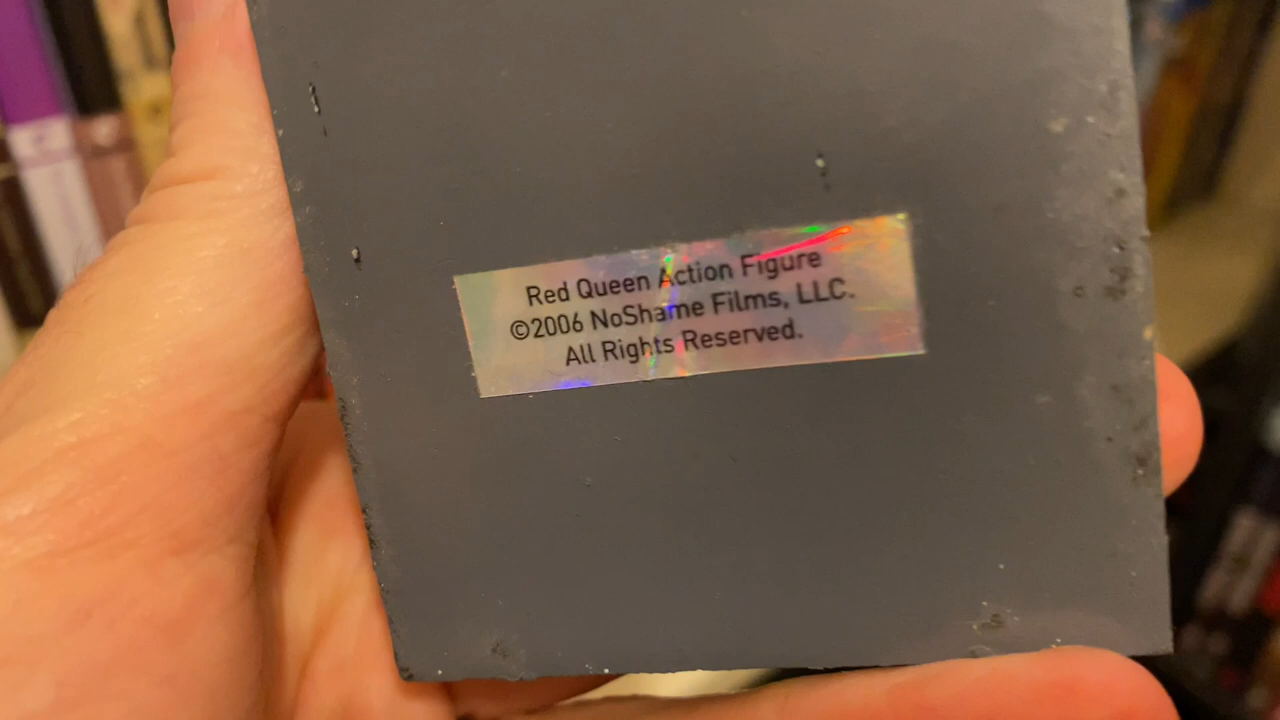 Red Queen Action Figure
©2006 NoShame Films, LLC.
All Rights Reserved.